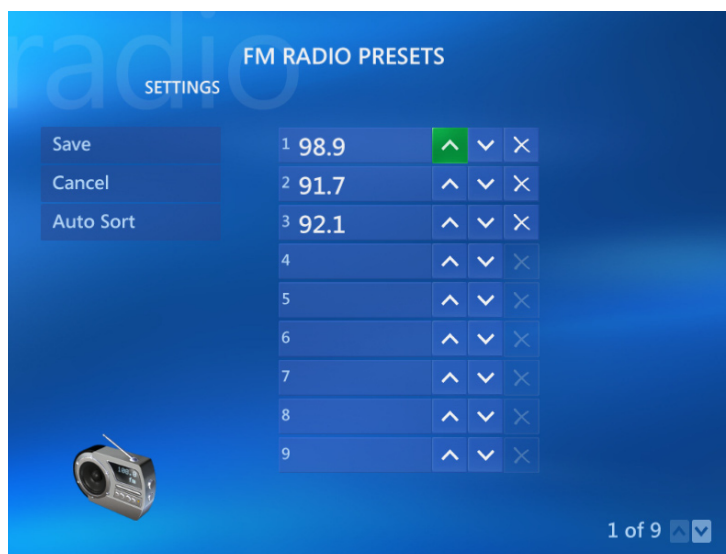 radio
FM RADIO PRESETS
SETTINGS
Save
Cancel
Auto Sort
1 98.9
2 91.7
3 92.1
4
5
6
7
8
9
1 of 9